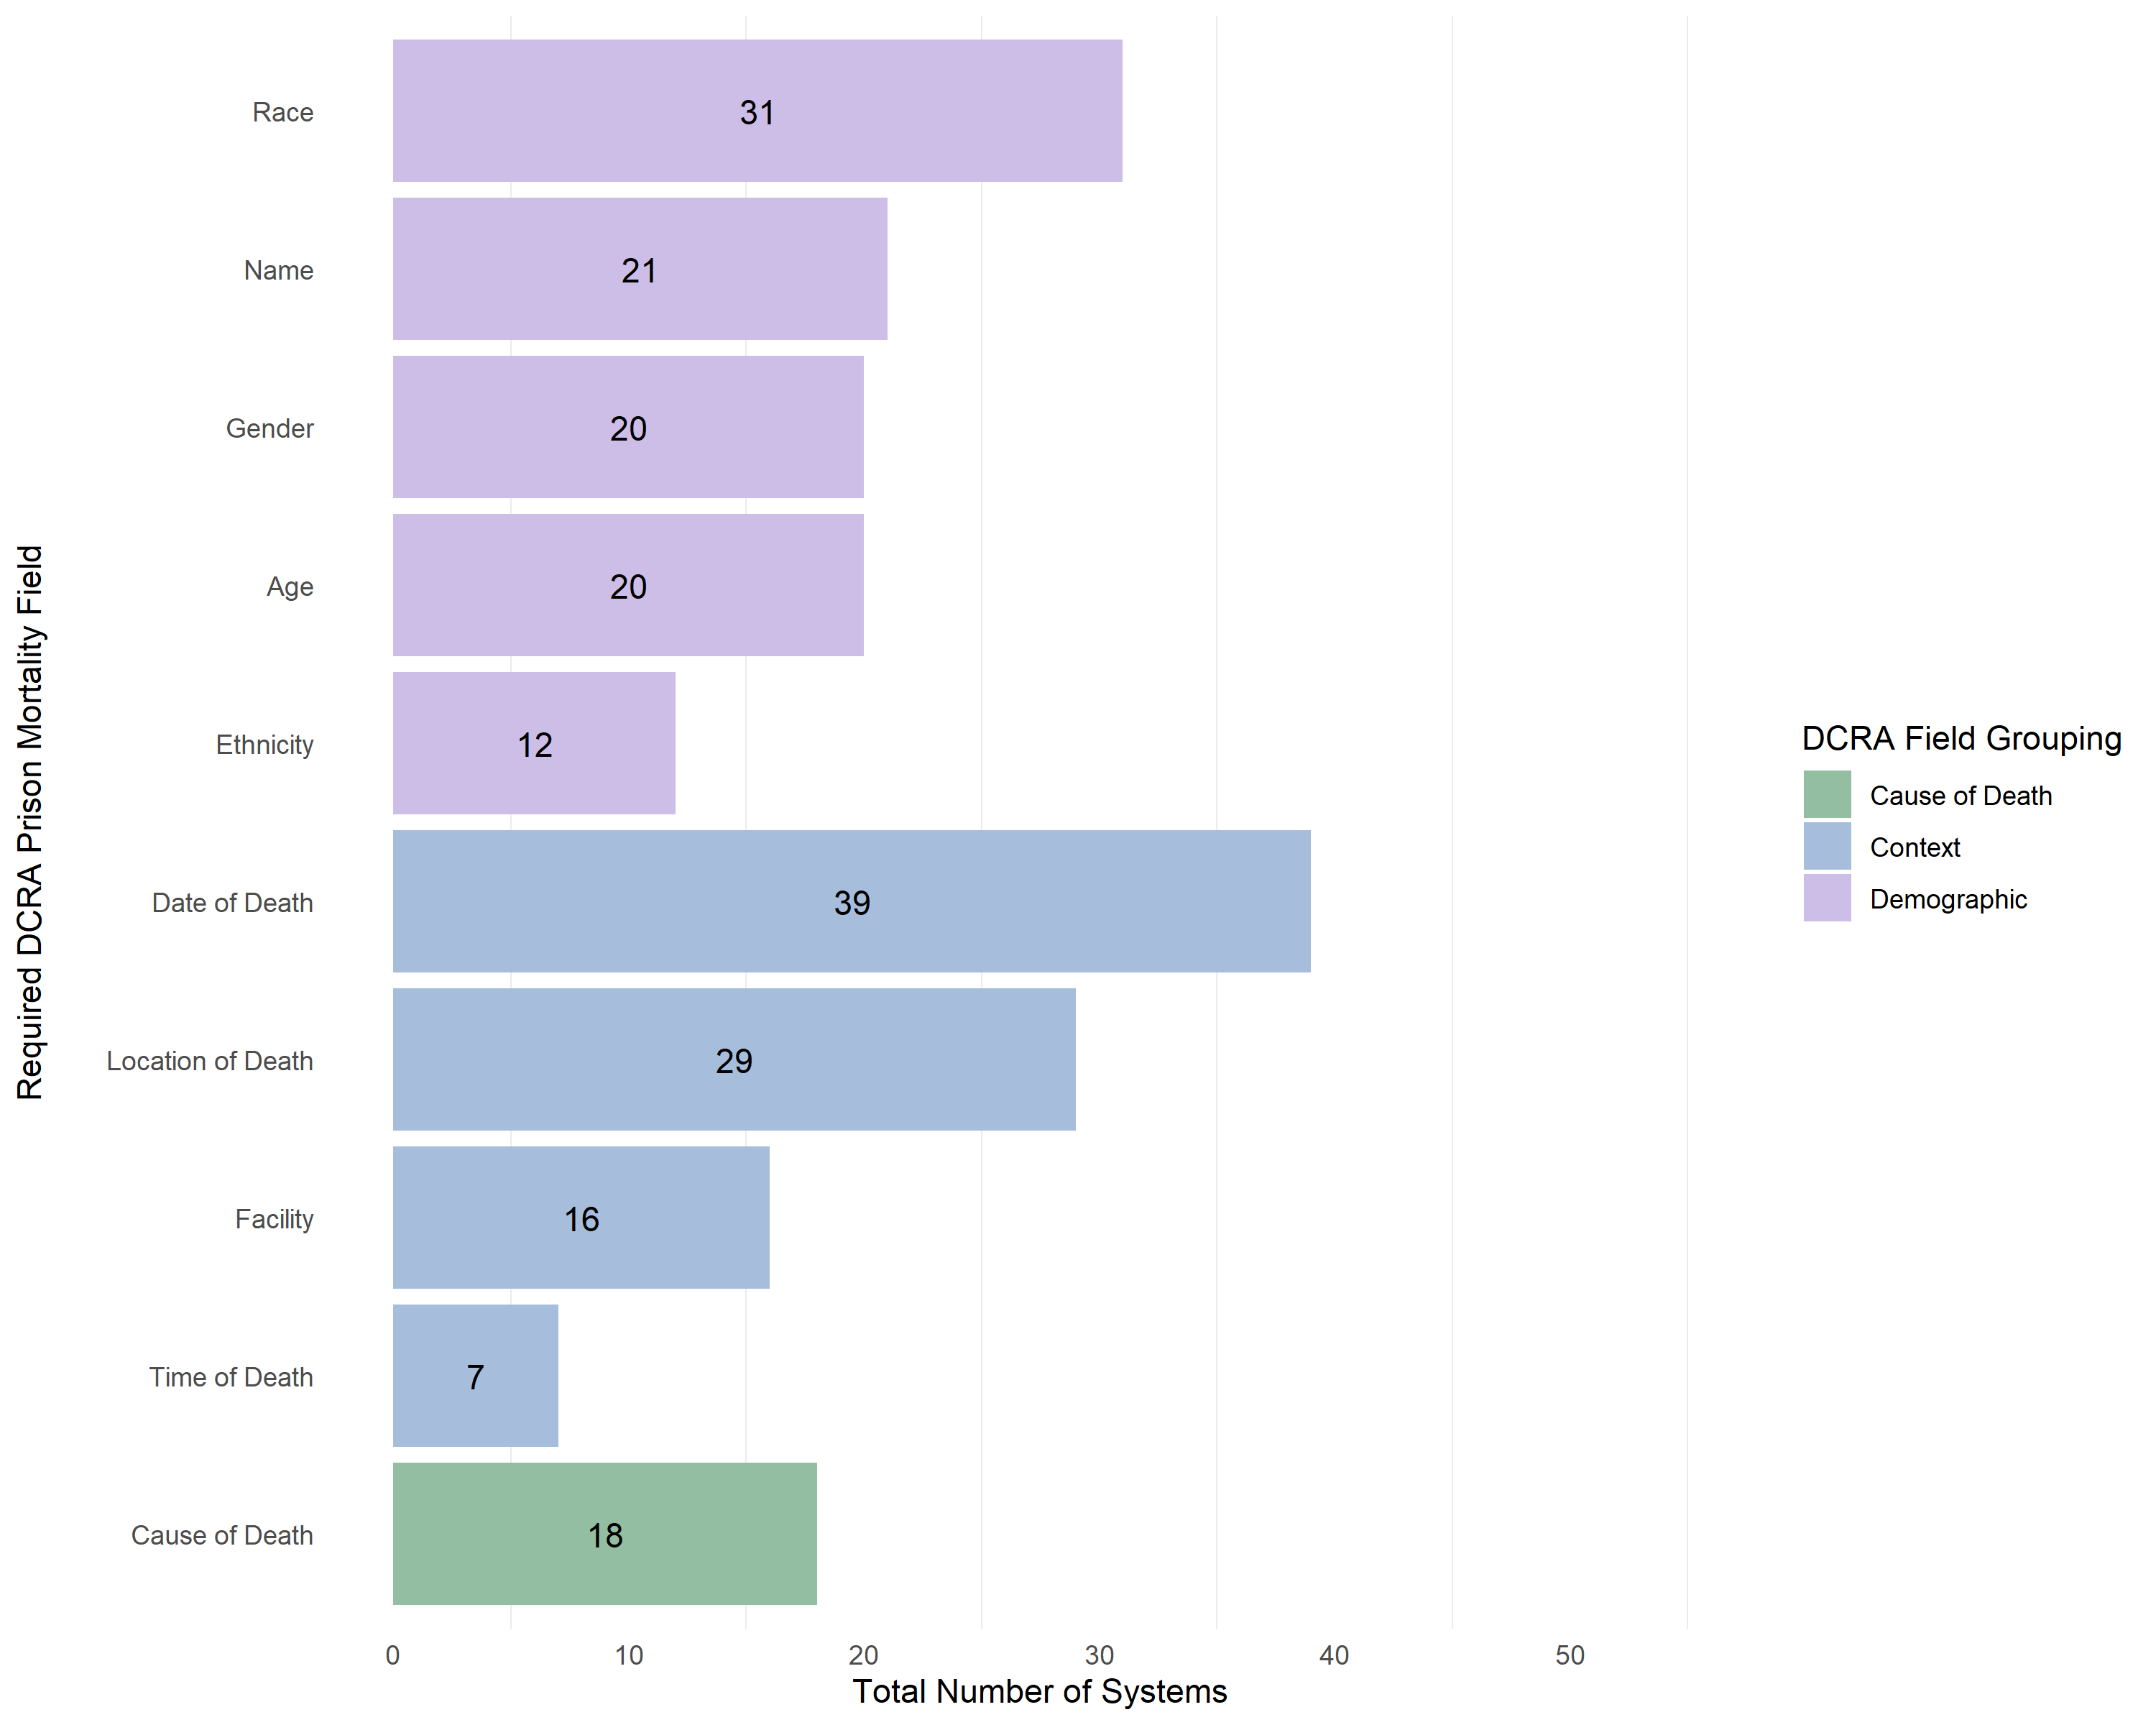 Required DCRA Prison Mortality Field
Race
31
Name
21
Gender
20
Age
20
Ethnicity
12
Date of Death
39
Location of Death
29
Facility
16
Time of Death
7
Cause of Death
18
0 10 20 30 40 50
Total Number of Systems
DCRA Field Grouping
Cause of Death
Context
Demographic